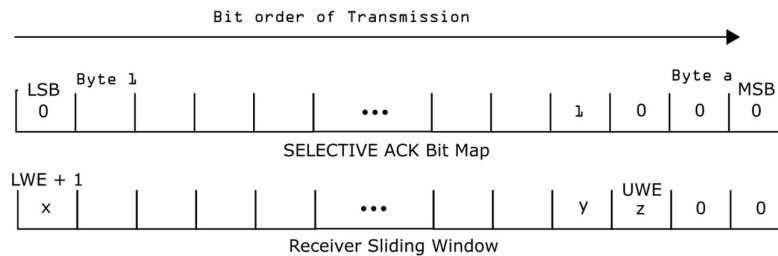 Bit order of Transmission
LSB Byte 1 Byte a MSB
0 ••• 1 0 0 0
SELECTIVE ACK Bit Map
LWE + 1 UWE
x ••• y z 0 0
Receiver Sliding Window